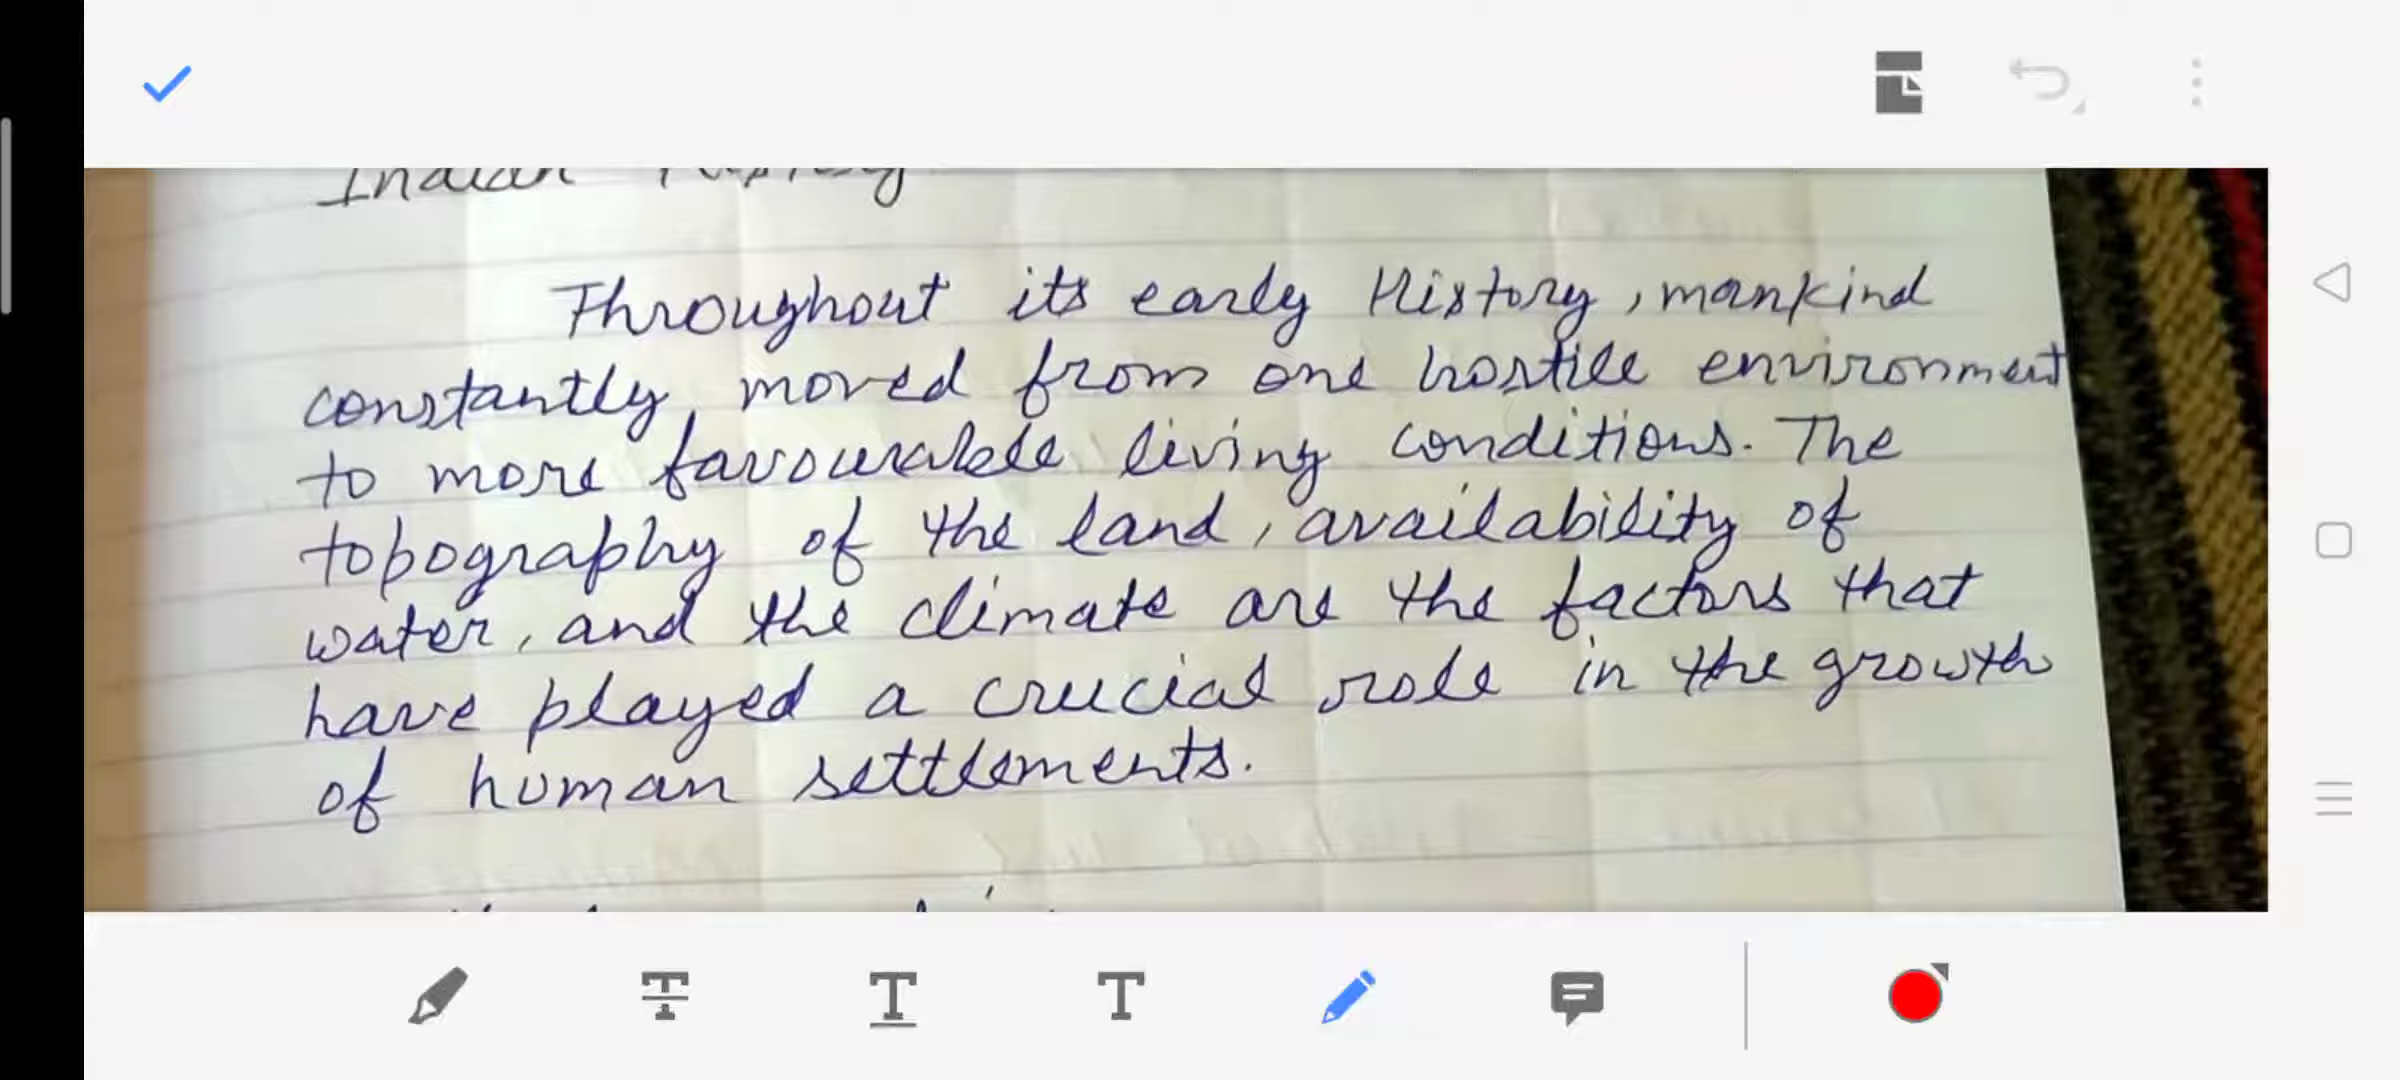 Indian History
Throughout its early History, mankind
constantly moved from one hostile environment
to more favourable living conditions. The
topography of the land, availability of
water, and the climate are the factors that
have played a crucial role in the growth
of human settlements.